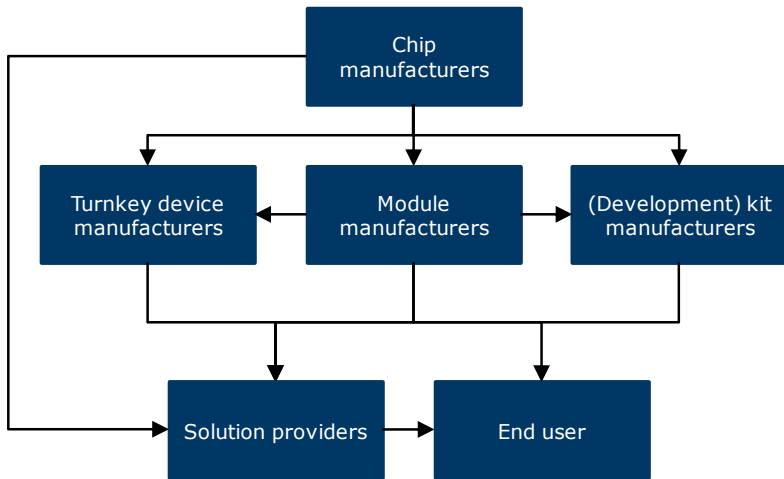 Chip
manufacturers
Turnkey device
manufacturers
Module
manufacturers
(Development) kit
manufacturers
Solution providers
End user